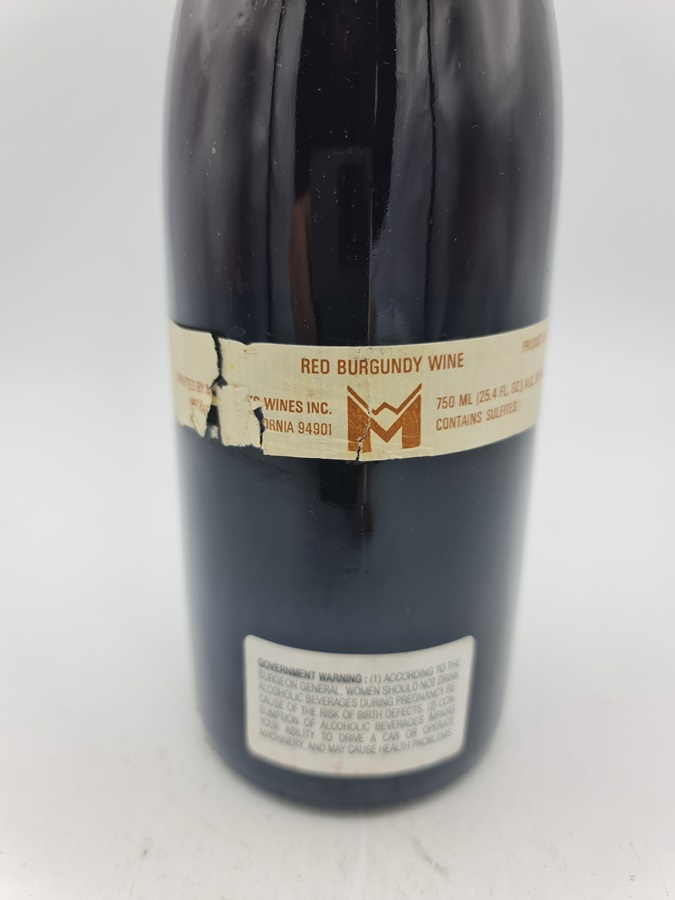 RED BURGUNDY WINE
'S WINES INC.
ORNIA 94901
M
PRODUC
750 ML (25.4 FL. OZ.) ALC.
CONTAINS SULFITES
GOVERNMENT WARNING : (1) ACCORDING TO THE
SURGEON GENERAL, WOMEN SHOULD NOT DRINK
ALCOHOLIC BEVERAGES DURING PREGNANCY BE-
CAUSE OF THE RISK OF BIRTH DEFECTS. (2) CON-
SUMPTION OF ALCOHOLIC BEVERAGES IMPAIRS
YOUR ABILITY TO DRIVE A CAR OR OPERATE
MACHINERY, AND MAY CAUSE HEALTH PROBLEMS.